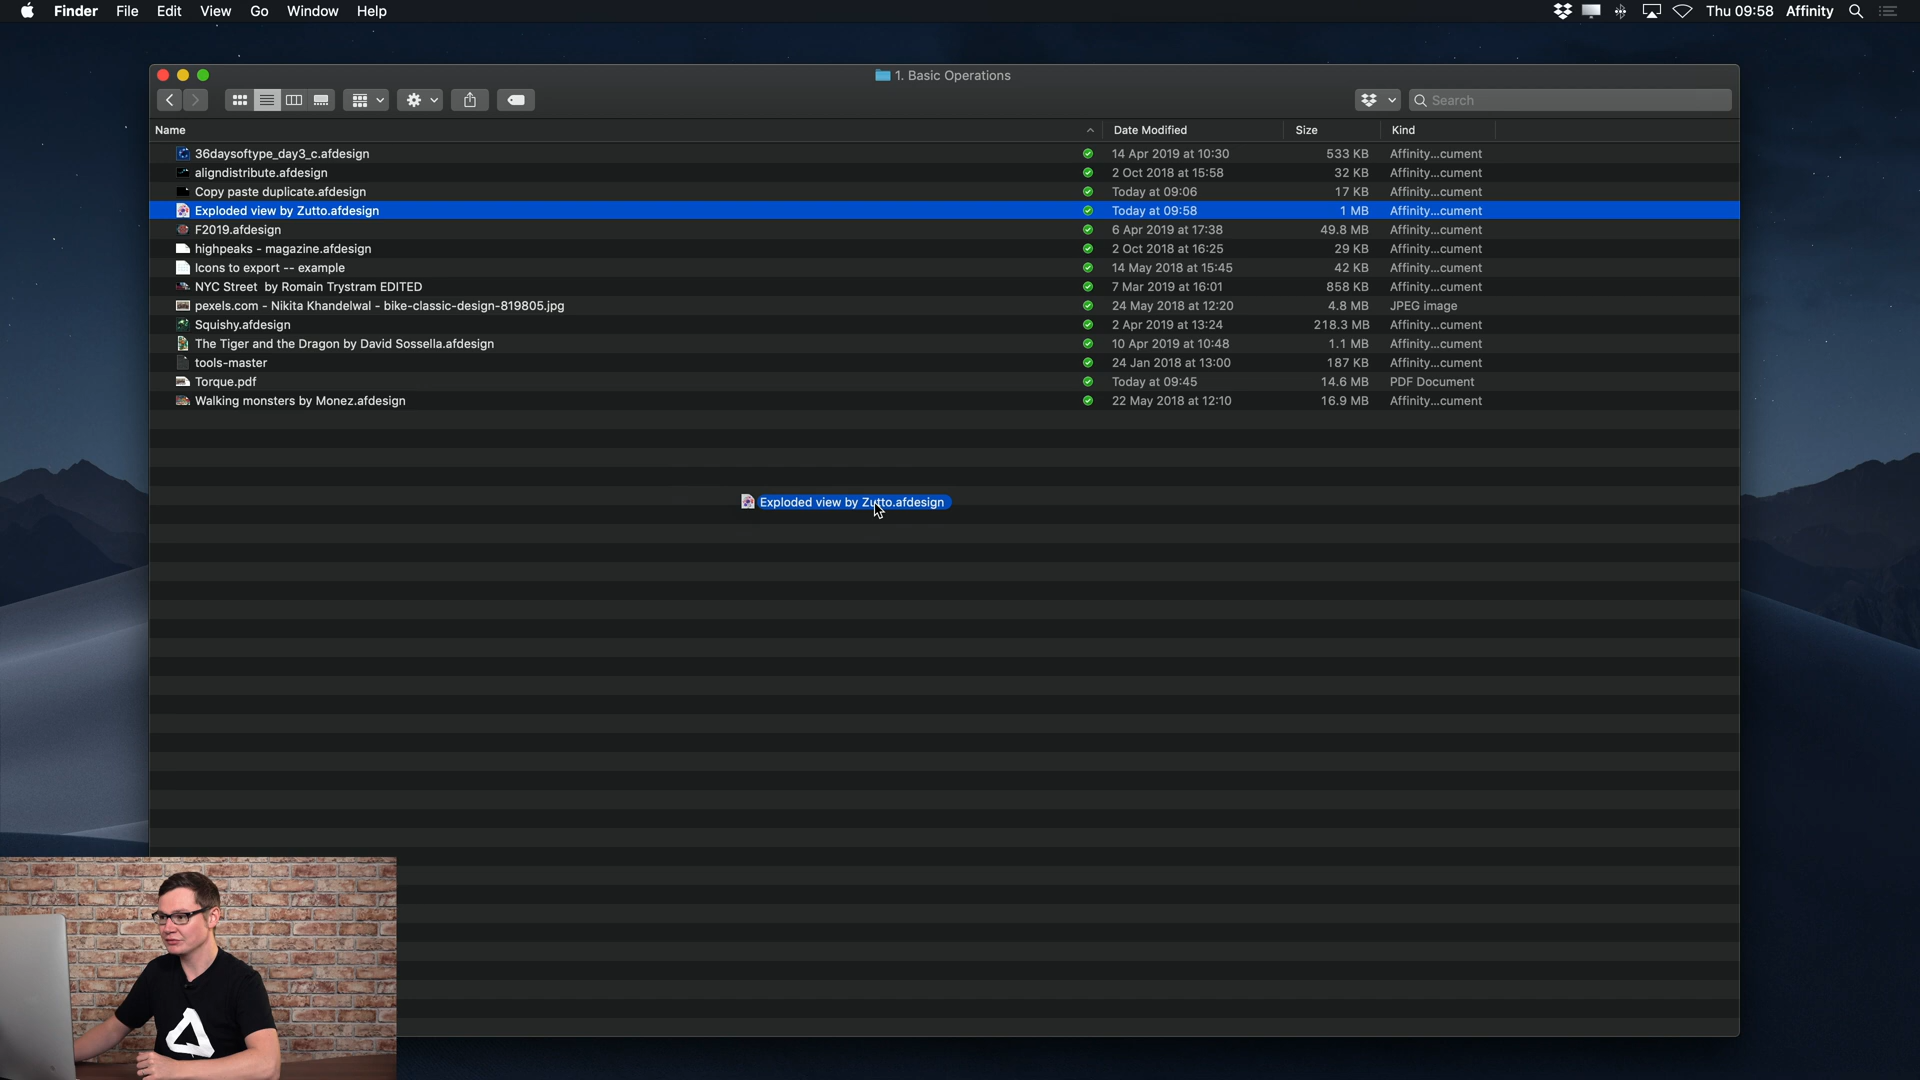 Finder File Edit View Go Window Help Thu 09:58 Affinity
1. Basic Operations
Search
Name Date Modified Size Kind
36daysoftype_day3_c.afdesign 14 Apr 2019 at 10:30 533 KB Affinity...cument
aligndistribute.afdesign 2 Oct 2018 at 15:58 32 KB Affinity...cument
Copy paste duplicate.afdesign Today at 09:06 17 KB Affinity...cument
Exploded view by Zutto.afdesign Today at 09:58 1 MB Affinity...cument
F2019.afdesign 6 Apr 2019 at 17:38 49.8 MB Affinity...cument
highpeaks - magazine.afdesign 2 Oct 2018 at 16:25 29 KB Affinity...cument
Icons to export -- example 14 May 2018 at 15:45 42 KB Affinity...cument
NYC Street  by Romain Trystram EDITED 7 Mar 2019 at 16:01 858 KB Affinity...cument
pexels.com - Nikita Khandelwal - bike-classic-design-819805.jpg 24 May 2018 at 12:20 4.8 MB JPEG image
Squishy.afdesign 2 Apr 2019 at 13:24 218.3 MB Affinity...cument
The Tiger and the Dragon by David Sossella.afdesign 10 Apr 2019 at 10:48 1.1 MB Affinity...cument
tools-master 24 Jan 2018 at 13:00 187 KB Affinity...cument
Torque.pdf Today at 09:45 14.6 MB PDF Document
Walking monsters by Monez.afdesign 22 May 2018 at 12:10 16.9 MB Affinity...cument
Exploded view by Zutto.afdesign